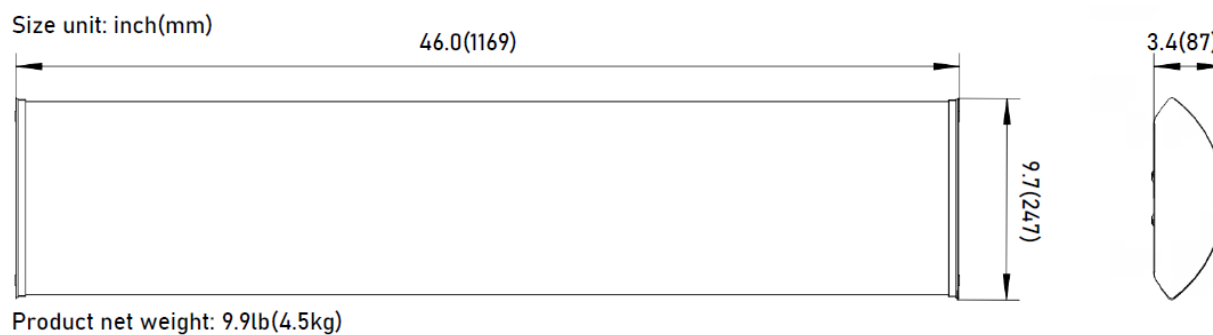 Size unit: inch(mm)
46.0(1169)
3.4(87)
9.7(247)
Product net weight: 9.9lb(4.5kg)